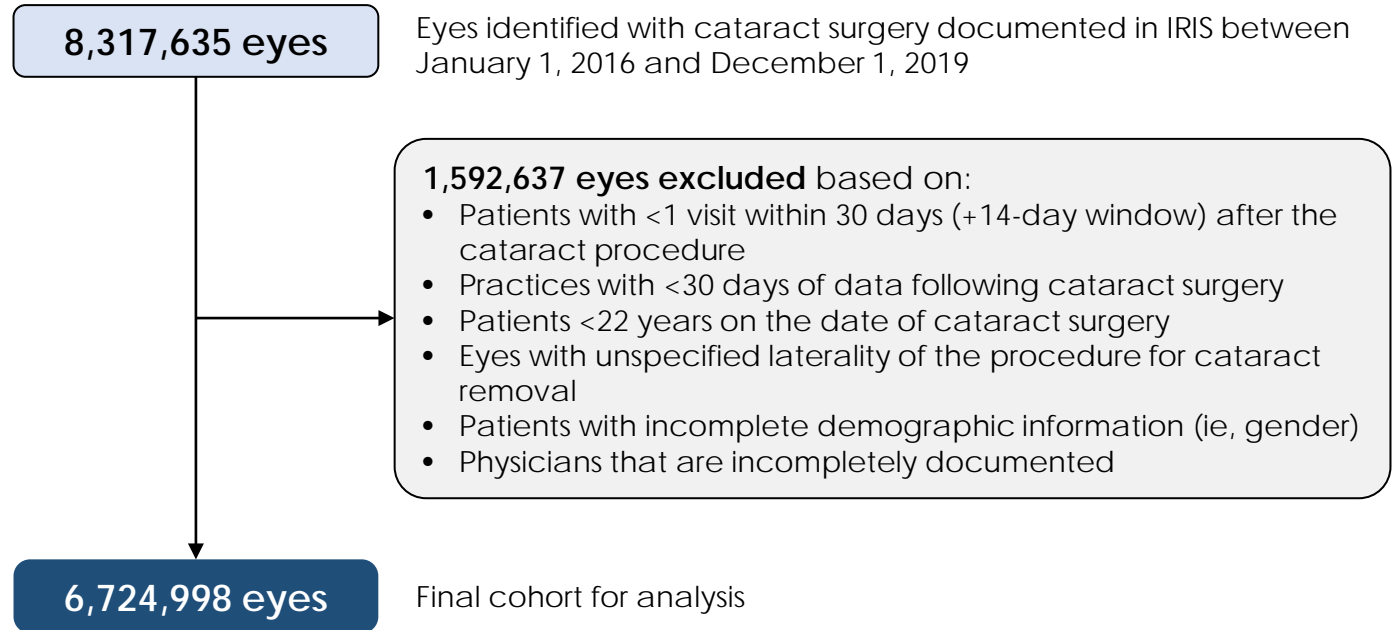 8,317,635 eyes
Eyes identified with cataract surgery documented in IRIS between
January 1, 2016 and December 1, 2019
1,592,637 eyes excluded based on:
• Patients with <1 visit within 30 days (+14-day window) after the
cataract procedure
• Practices with <30 days of data following cataract surgery
• Patients <22 years on the date of cataract surgery
• Eyes with unspecified laterality of the procedure for cataract
removal
• Patients with incomplete demographic information (ie, gender)
• Physicians that are incompletely documented
6,724,998 eyes
Final cohort for analysis